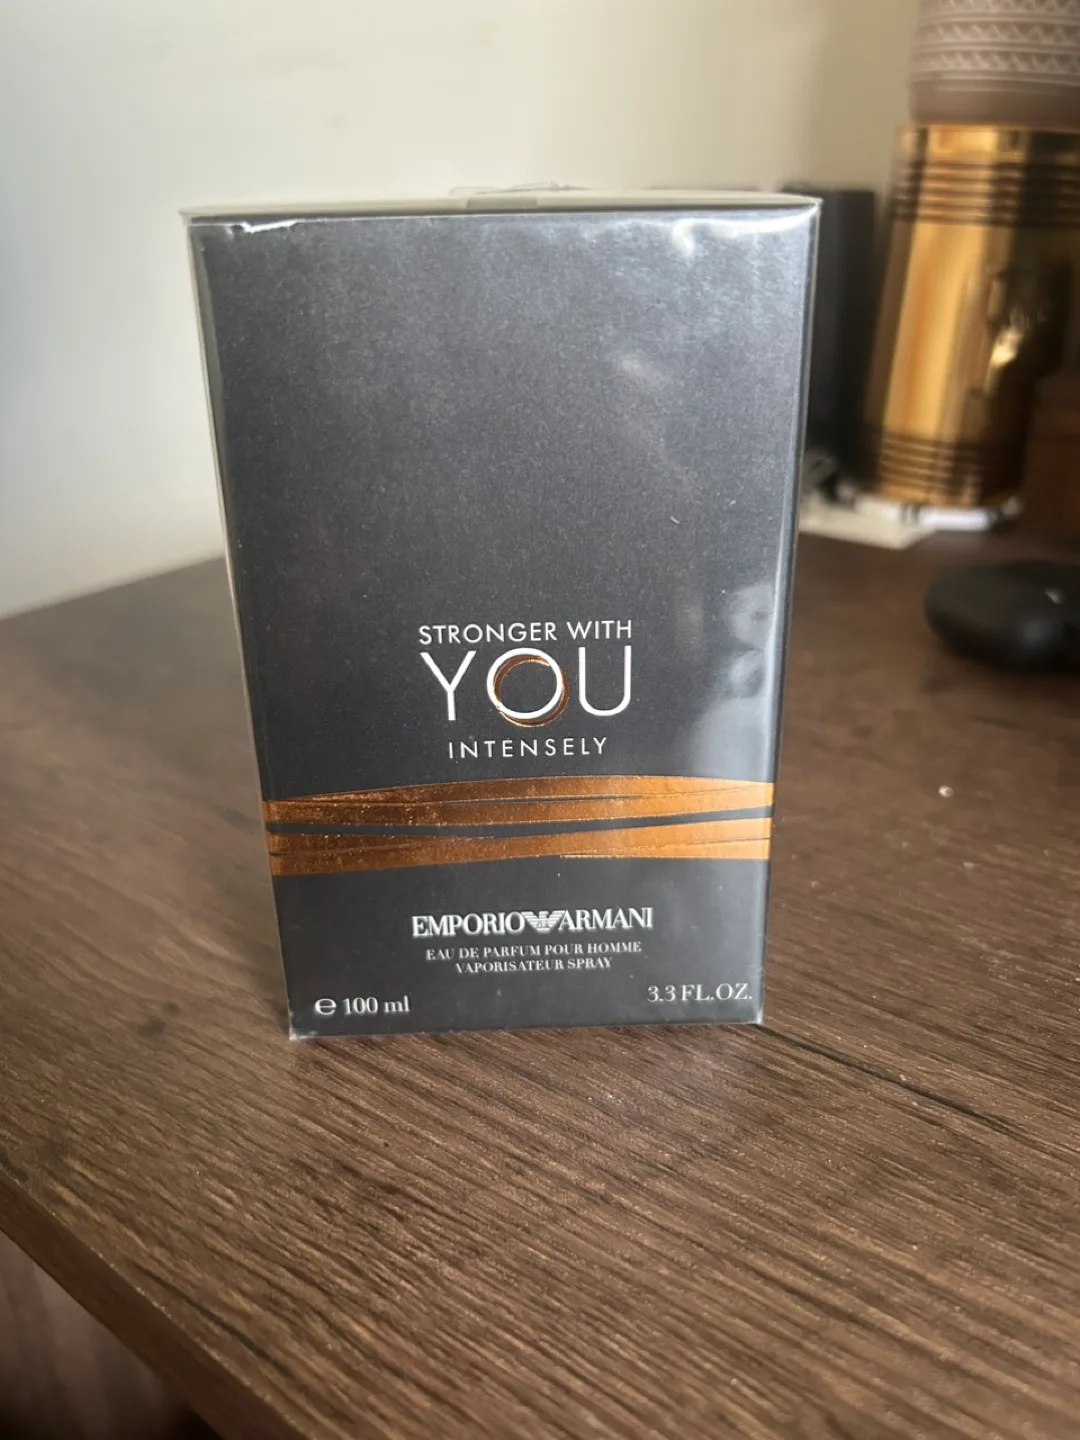 STRONGER WITH
YOU
INTENSELY
EMPORIO ARMANI
EAU DE PARFUM POUR HOMME
VAPORISATEUR SPRAY
℮ 100 ml 3.3 FL.OZ.